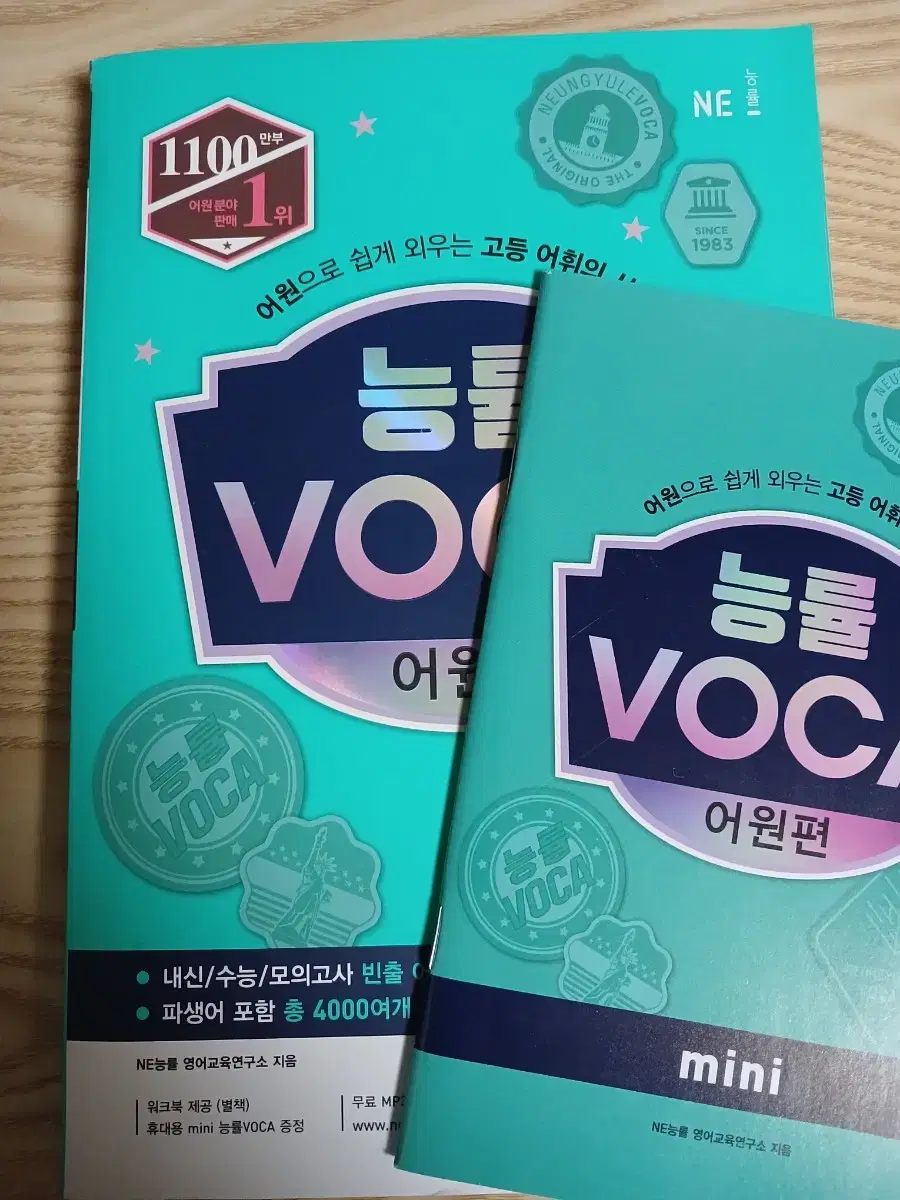 1100만부
어원분야
판매 1위
NEUNGYULEVOCA
THE ORIGINAL
NE 능률
SINCE
1983
어원으로 쉽게 외우는 고등 어휘의
능률
VOC
어원
능률
VOCA
내신/수능/모의고사 빈출
파생어 포함 총 4000여개
NE능률 영어교육연구소 지음
워크북 제공 (별책)
휴대용 mini 능률VOCA 증정
무료 MP3
www.
ORIGINAL
어원으로 쉽게 외우는 고등 어휘
능률
VOCA
어원편
능률
VOCA
mini
NE능률 영어교육연구소 지음